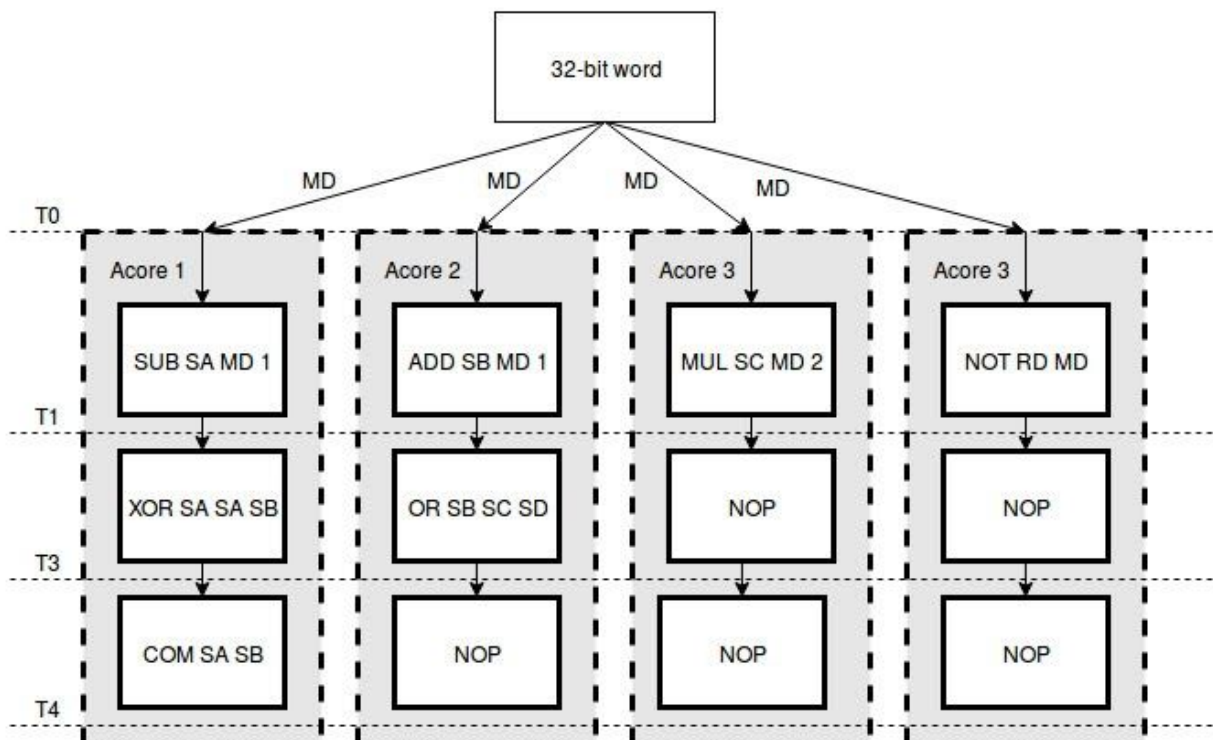 32-bit word
MD MD MD MD
T0
Acore 1 Acore 2 Acore 3 Acore 3
SUB SA MD 1 ADD SB MD 1 MUL SC MD 2 NOT RD MD
T1
XOR SA SA SB OR SB SC SD NOP NOP
T3
COM SA SB NOP NOP NOP
T4